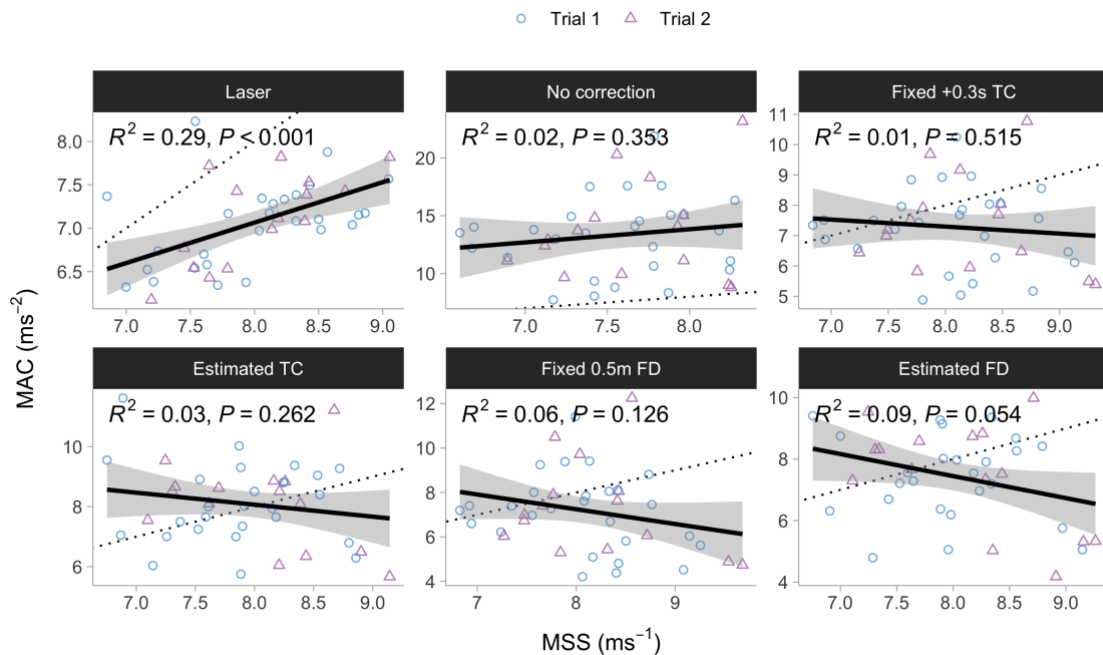 Trial 1 Trial 2
Laser No correction Fixed +0.3s TC
R² = 0.29, P < 0.001 R² = 0.02, P = 0.353 R² = 0.01, P = 0.515
8.0
7.5
7.0
6.5
20
15
10
11
10
9
8
7
6
5
7.0 7.5 8.0 8.5 9.0 7.0 7.5 8.0 7.0 7.5 8.0 8.5 9.0
MAC (ms⁻²)
Estimated TC Fixed 0.5m FD Estimated FD
R² = 0.03, P = 0.262 R² = 0.06, P = 0.126 R² = 0.09, P = 0.054
10
8
6
12
10
8
6
4
10
8
6
4
7.0 7.5 8.0 8.5 9.0 7 8 9 7.0 7.5 8.0 8.5 9.0
MSS (ms⁻¹)